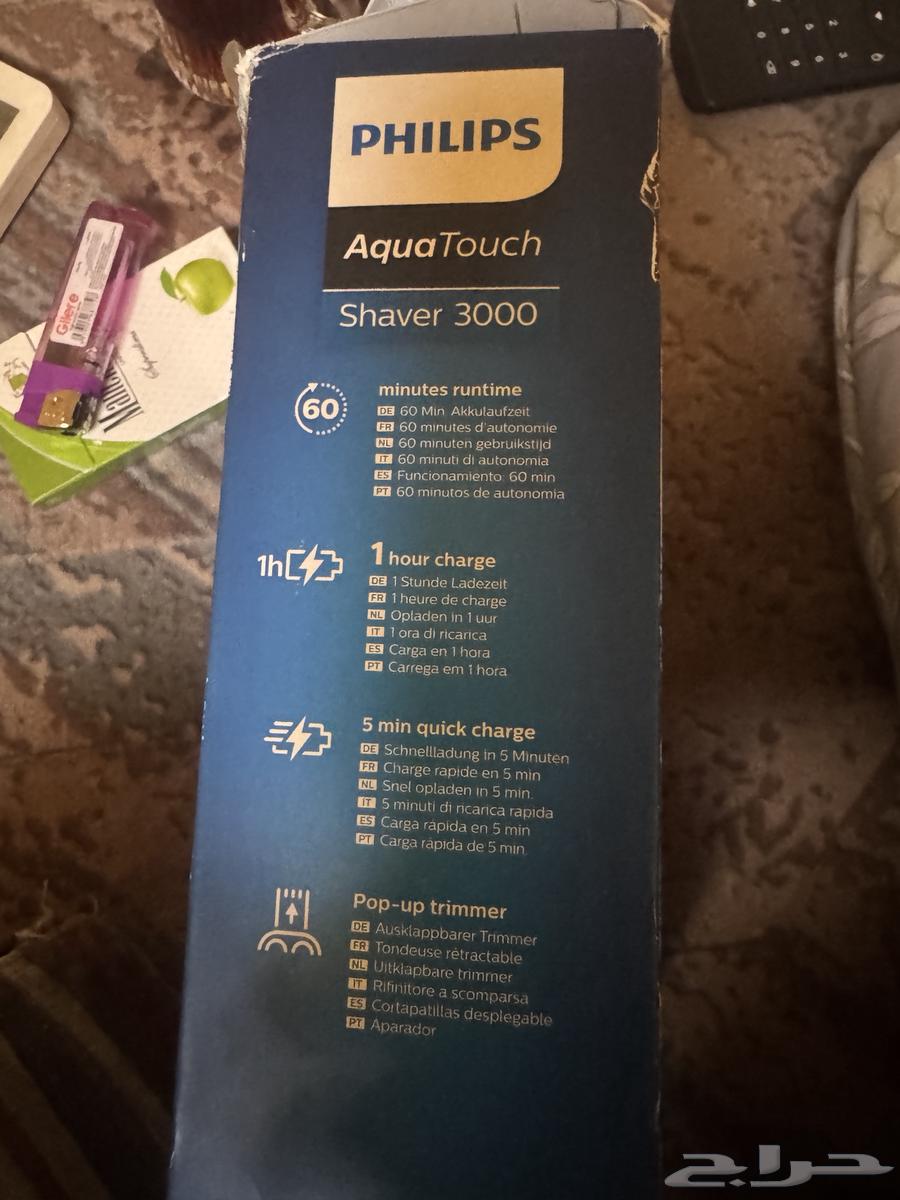 PHILIPS
AquaTouch
Shaver 3000
60
minutes runtime
DE 60 Min. Akkulaufzeit
FR 60 minutes d'autonomie
NL 60 minuten gebruikstijd
IT 60 minuti di autonomia
ES Funcionamiento: 60 min
PT 60 minutos de autonomia
1h
1 hour charge
DE 1 Stunde Ladezeit
FR 1 heure de charge
NL Opladen in 1 uur
IT 1 ora di ricarica
ES Carga en 1 hora
PT Carrega em 1 hora
5 min quick charge
DE Schnellladung in 5 Minuten
FR Charge rapide en 5 min
NL Snel opladen in 5 min.
IT 5 minuti di ricarica rapida
ES Carga rápida en 5 min
PT Carga rápida de 5 min
Pop-up trimmer
DE Ausklappbarer Trimmer
FR Tondeuse rétractable
NL Uitklapbare trimmer
IT Rifinitore a scomparsa
ES Cortapatillas desplegable
PT Aparador
حراج